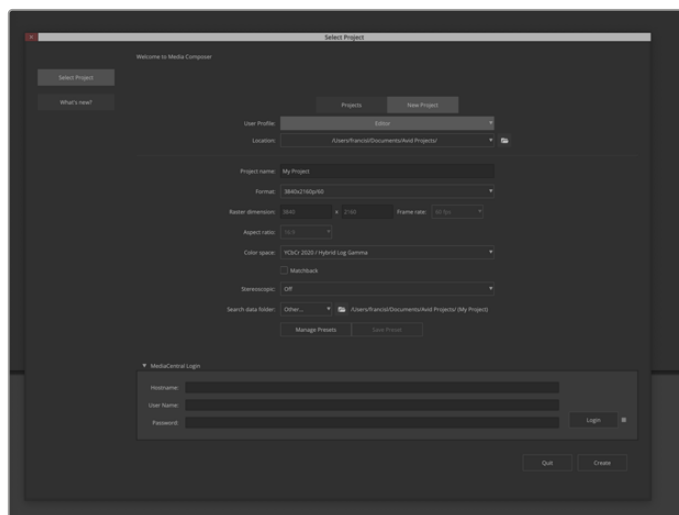 Select Project
Welcome to Media Composer
Select Project
What's new?
Projects
New Project
User Profile: Editor
Location: /Users/francisl/Documents/Avid Projects/
Project name: My Project
Format: 3840x2160p/60
Raster dimension: 3840 x 2160 Frame rate: 60 fps
Aspect ratio: 16:9
Color space: YCbCr 2020 / Hybrid Log Gamma
Matchback
Stereoscopic: Off
Search data folder: Other... /Users/francisl/Documents/Avid Projects/ (My Project)
Manage Presets
Save Preset
MediaCentral Login
Hostname:
User Name:
Password:
Login
Quit
Create